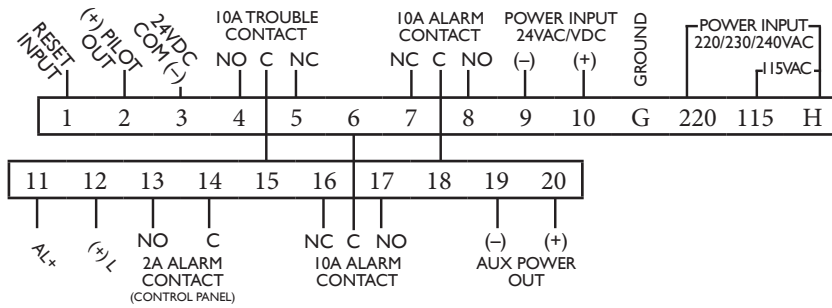 RESET INPUT
(+) PILOT OUT
24VDC COM (–)
10A TROUBLE CONTACT
NO C NC
10A ALARM CONTACT
NC C NO
POWER INPUT 24VAC/VDC
(–) (+)
GROUND
POWER INPUT 220/230/240VAC
115VAC
1 2 3 4 5 6 7 8 9 10 G 220 115 H
11 12 13 14 15 16 17 18 19 20
AL+
(+) L
NO C
2A ALARM CONTACT
(CONTROL PANEL)
NC C NO
10A ALARM CONTACT
(–) (+)
AUX POWER OUT